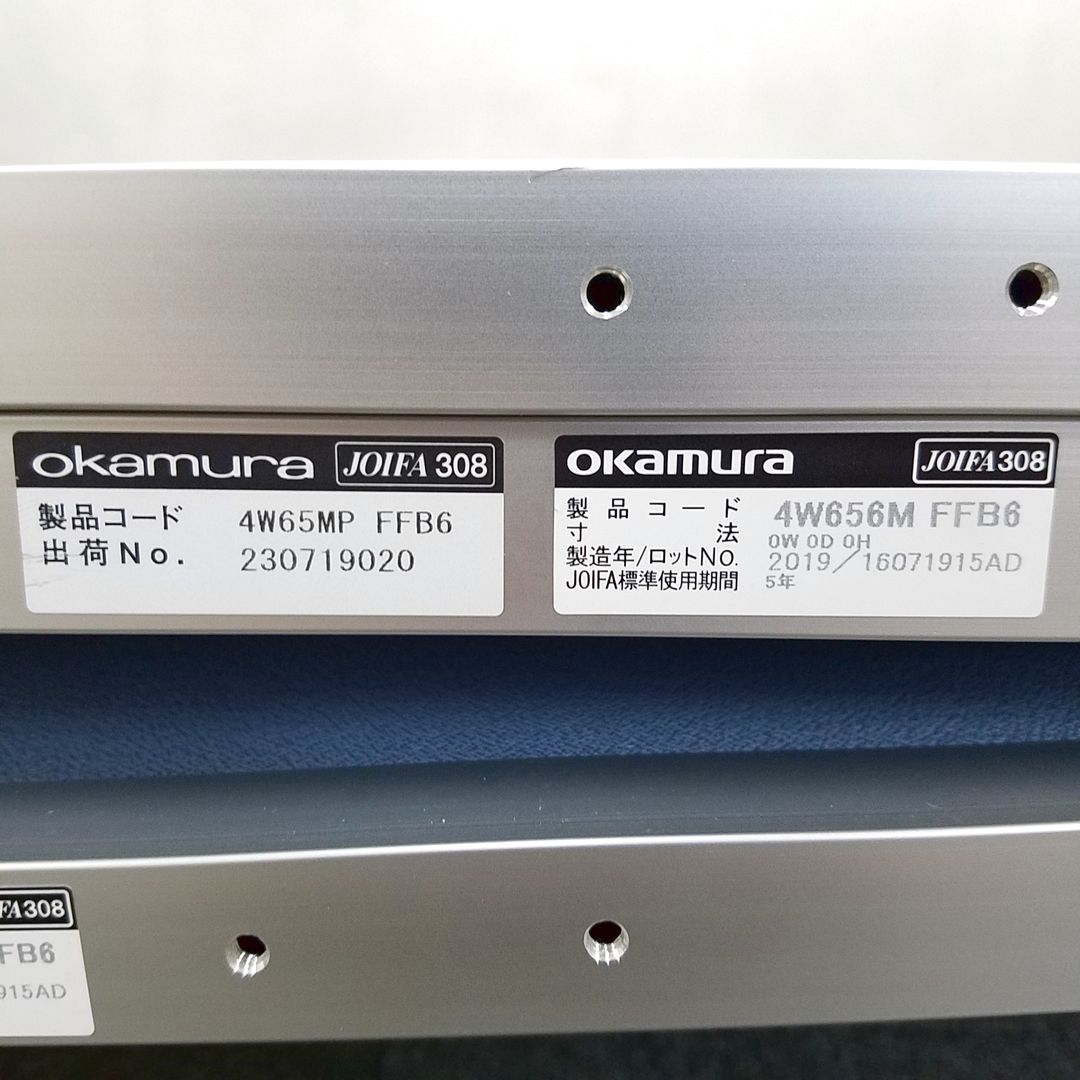 okamura JOIFA 308
製品コード 4W65MP FFB6
出荷No. 230719020
okamura JOIFA308
製品コード 4W656M FFB6
寸法 0W 0D 0H
製造年/ロットNo. 2019/16071915AD
JOIFA標準使用期間 5年
FA308
FFB6
915AD